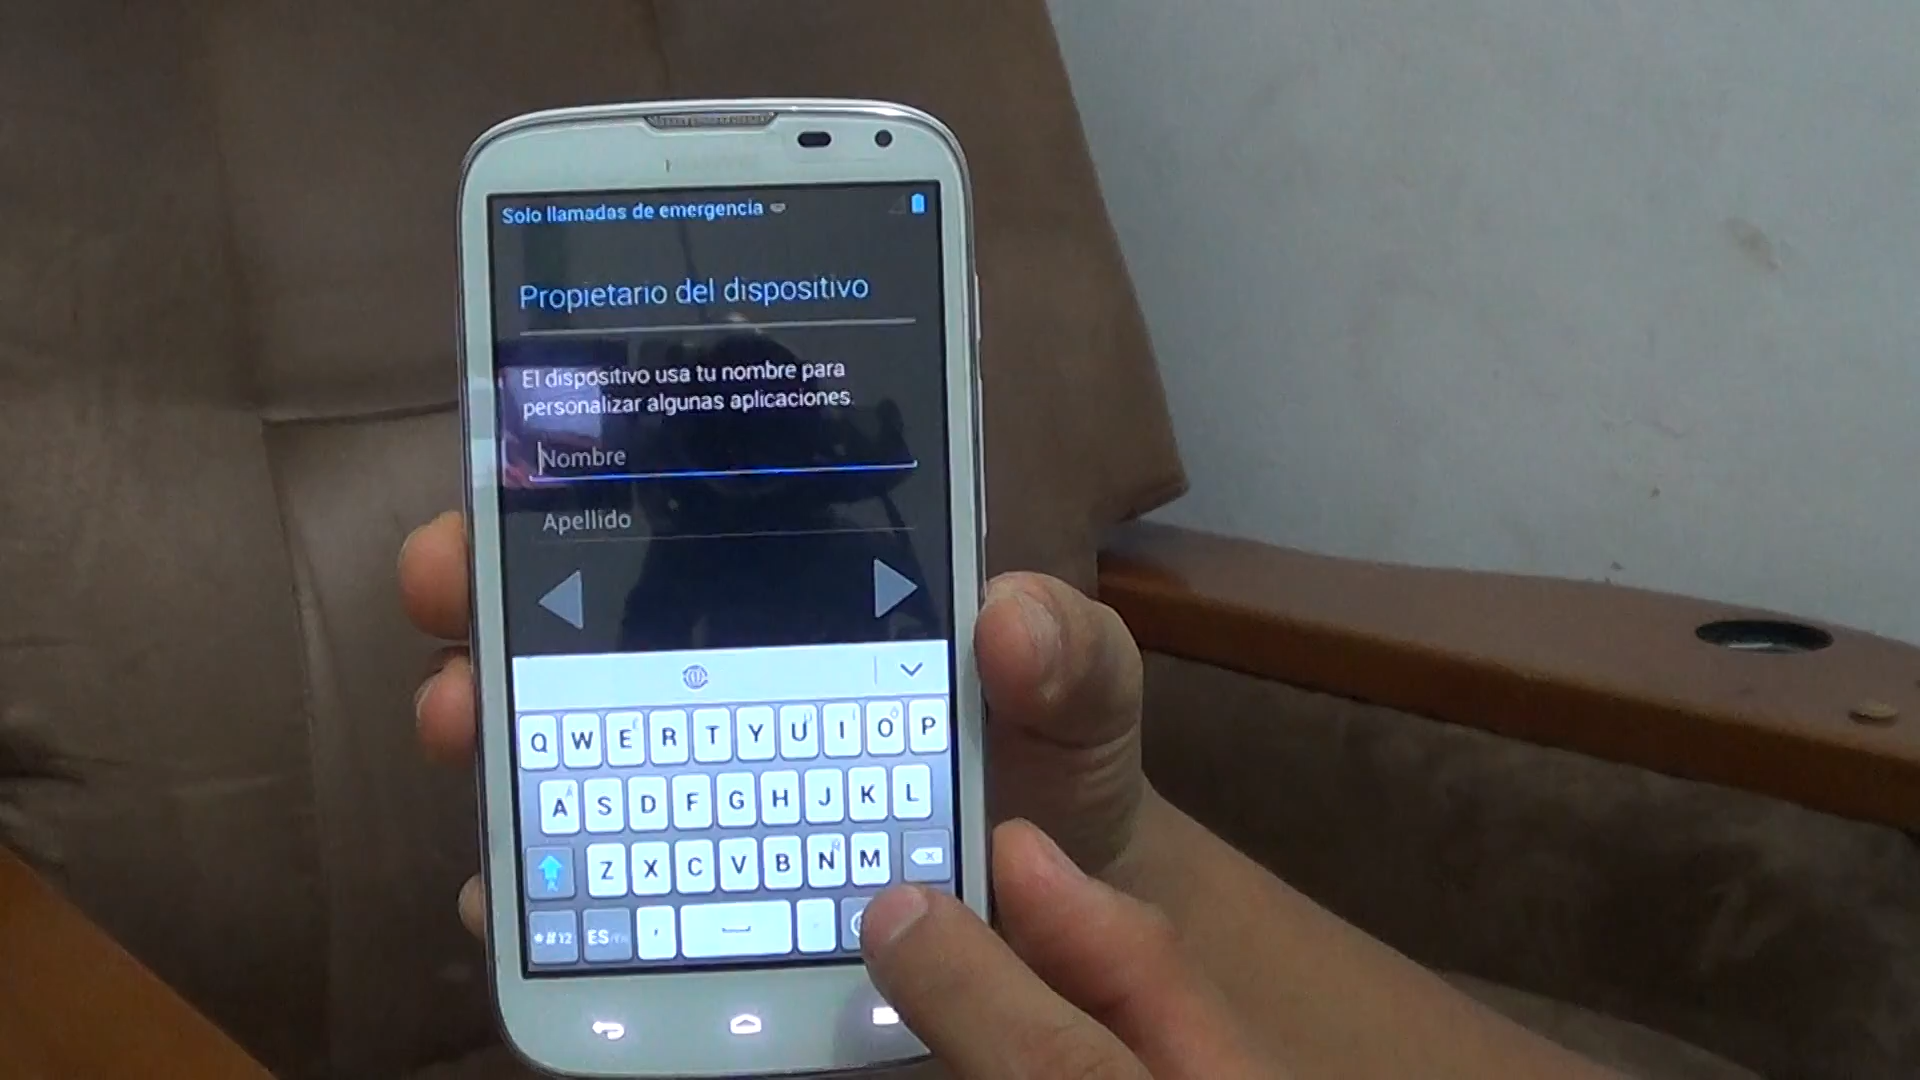 Solo llamadas de emergencia
Propietario del dispositivo
El dispositivo usa tu nombre para
personalizar algunas aplicaciones.
Nombre
Apellido
Q W E R T Y U I O P
A S D F G H J K L
Z X C V B N M
*#12 ES ,